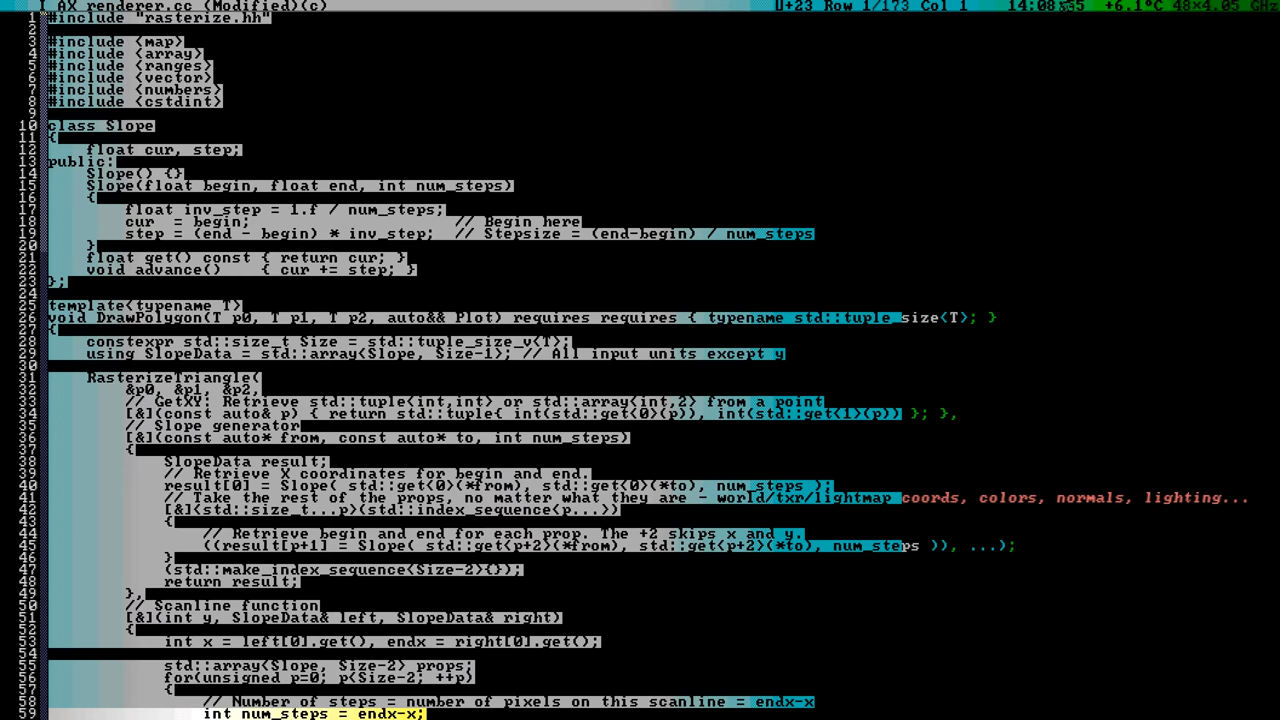 I AX renderer.cc (Modified)(c) Row 1/173 Col 1 +6.1°C 48×4.05 GHz
1 #include "rasterize.hh"
2
3 #include <map>
4 #include <array>
5 #include <ranges>
6 #include <vector>
7 #include <numbers>
8 #include <cstdint>
9
10 class Slope
11 {
12 float cur, step;
13 public:
14 Slope() {}
15 Slope(float begin, float end, int num_steps)
16 {
17 float inv_step = 1.f / num_steps;
18 cur = begin; // Begin here
19 step = (end - begin) * inv_step; // Stepsize = (end-begin) / num_steps
20 }
21 float get() const { return cur; }
22 void advance() { cur += step; }
23 };
24
25 template<typename T>
26 void DrawPolygon(T p0, T p1, T p2, auto&& Plot) requires requires { typename std::tuple_size<T>; }
27 {
28 constexpr std::size_t Size = std::tuple_size_v<T>;
29 using SlopeData = std::array<Slope, Size-1>; // All input units except y
30
31 RasterizeTriangle(
32 &p0, &p1, &p2,
33 // GetXY: Retrieve std::tuple<int,int> or std::array<int,2> from a point
34 [&](const auto& p) { return std::tuple{ int(std::get<0>(p)), int(std::get<1>(p)) }; },
35 // Slope generator
36 [&](const auto* from, const auto* to, int num_steps)
37 {
38 SlopeData result;
39 // Retrieve X coordinates for begin and end.
40 result[0] = Slope( std::get<0>(*from), std::get<0>(*to), num_steps );
41 // Take the rest of the props, no matter what they are - world/txr/lightmap coords, colors, normals, lighting...
42 [&]<std::size_t...p>(std::index_sequence<p...>)
43 {
44 // Retrieve begin and end for each prop. The +2 skips x and y.
45 ((result[p+1] = Slope( std::get<p+2>(*from), std::get<p+2>(*to), num_steps )), ...);
46 }
47 (std::make_index_sequence<Size-2>{});
48 return result;
49 },
50 // Scanline function
51 [&](int y, SlopeData& left, SlopeData& right)
52 {
53 int x = left[0].get(), endx = right[0].get();
54
55 std::array<Slope, Size-2> props;
56 for(unsigned p=0; p<Size-2; ++p)
57 {
58 // Number of steps = number of pixels on this scanline = endx-x
59 int num_steps = endx-x;